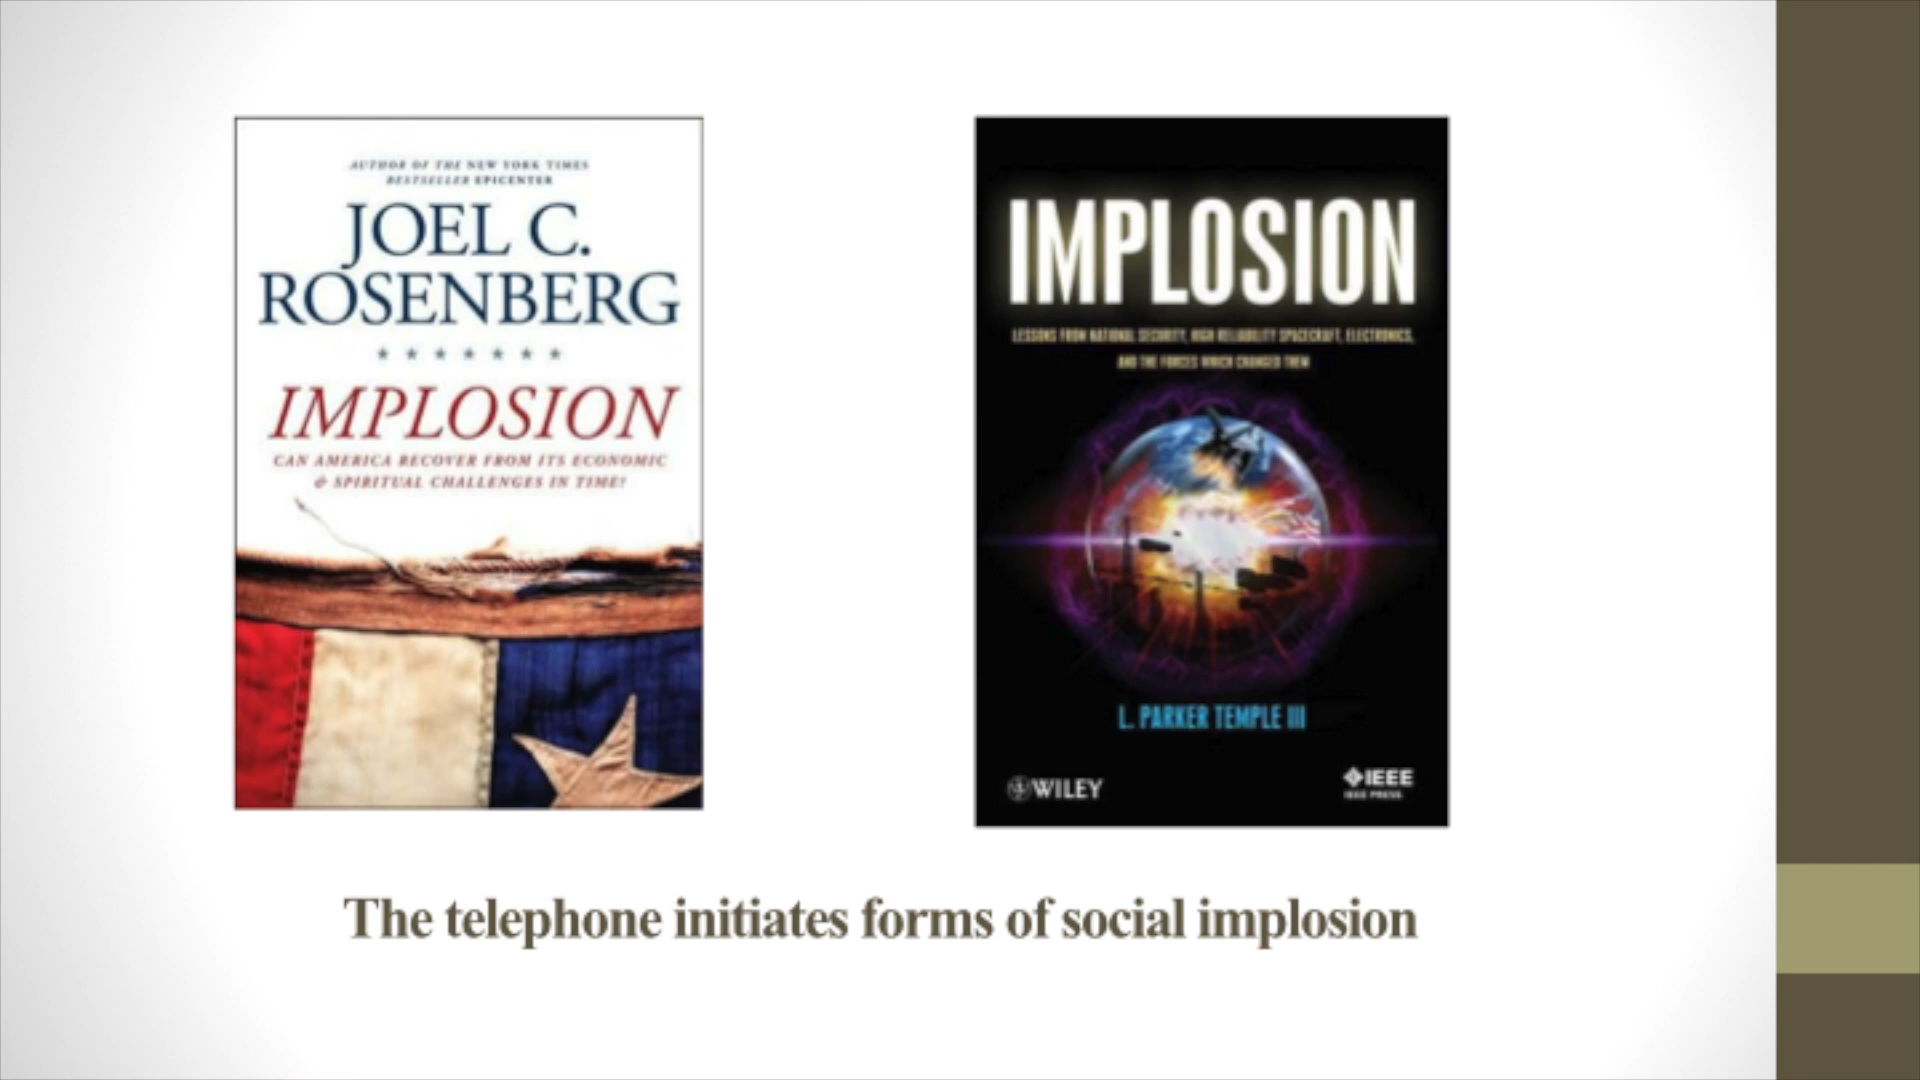 AUTHOR OF THE NEW YORK TIMES
BESTSELLER EPICENTER
JOEL C.
ROSENBERG
IMPLOSION
CAN AMERICA RECOVER FROM ITS ECONOMIC
& SPIRITUAL CHALLENGES IN TIME?
IMPLOSION
LESSONS FROM NATIONAL SECURITY, HIGH RELIABILITY SPACECRAFT, ELECTRONICS,
AND THE FORCES WHICH CHANGED THEM
L. PARKER TEMPLE III
WILEY
IEEE
IEEE PRESS
The telephone initiates forms of social implosion